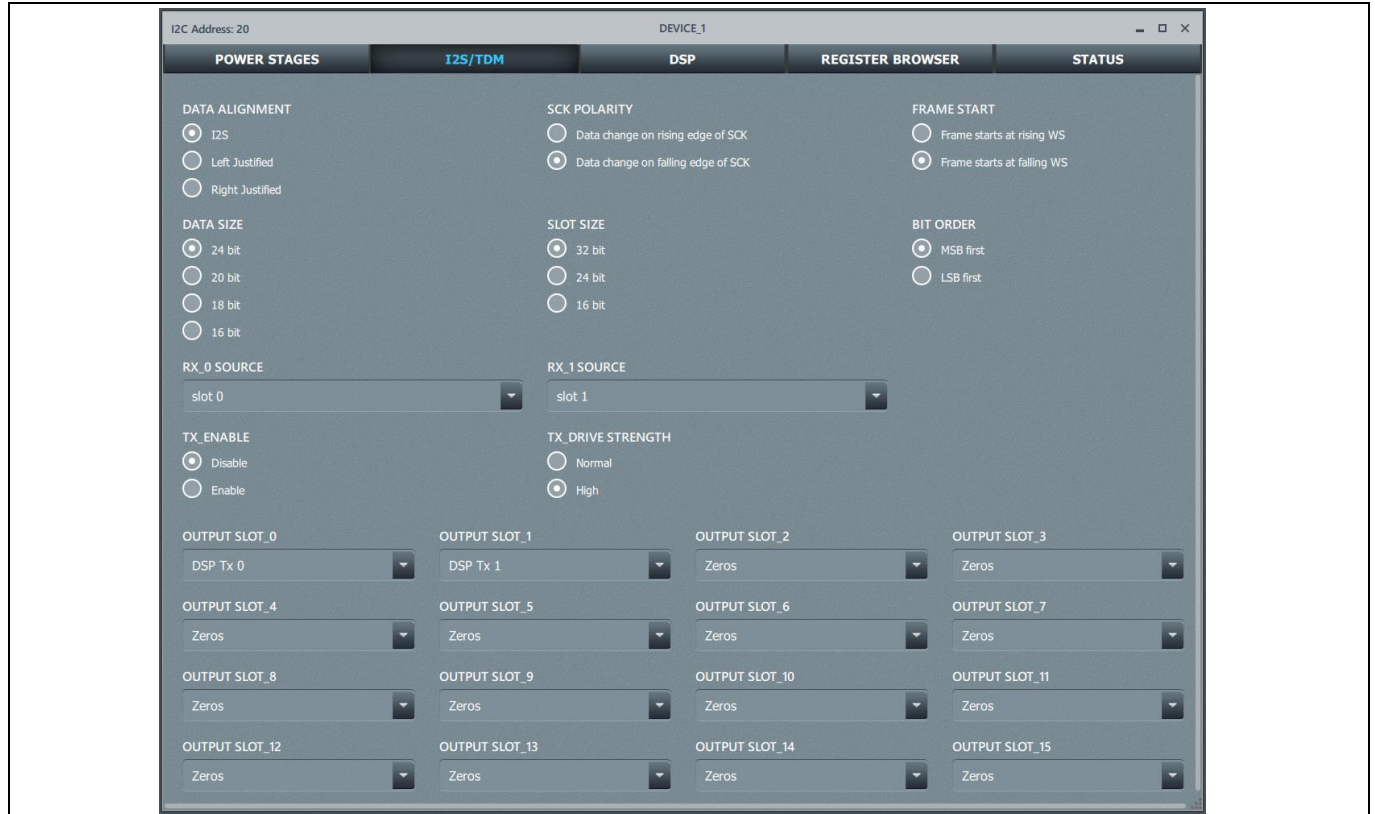 I2C Address: 20 DEVICE_1
POWER STAGES I2S/TDM DSP REGISTER BROWSER STATUS
DATA ALIGNMENT SCK POLARITY FRAME START
I2S Data change on rising edge of SCK Frame starts at rising WS
Left Justified Data change on falling edge of SCK Frame starts at falling WS
Right Justified
DATA SIZE SLOT SIZE BIT ORDER
24 bit 32 bit MSB first
20 bit 24 bit LSB first
18 bit 16 bit
16 bit
RX_0 SOURCE RX_1 SOURCE
slot 0 slot 1
TX_ENABLE TX_DRIVE STRENGTH
Disable Normal
Enable High
OUTPUT SLOT_0 OUTPUT SLOT_1 OUTPUT SLOT_2 OUTPUT SLOT_3
DSP Tx 0 DSP Tx 1 Zeros Zeros
OUTPUT SLOT_4 OUTPUT SLOT_5 OUTPUT SLOT_6 OUTPUT SLOT_7
Zeros Zeros Zeros Zeros
OUTPUT SLOT_8 OUTPUT SLOT_9 OUTPUT SLOT_10 OUTPUT SLOT_11
Zeros Zeros Zeros Zeros
OUTPUT SLOT_12 OUTPUT SLOT_13 OUTPUT SLOT_14 OUTPUT SLOT_15
Zeros Zeros Zeros Zeros